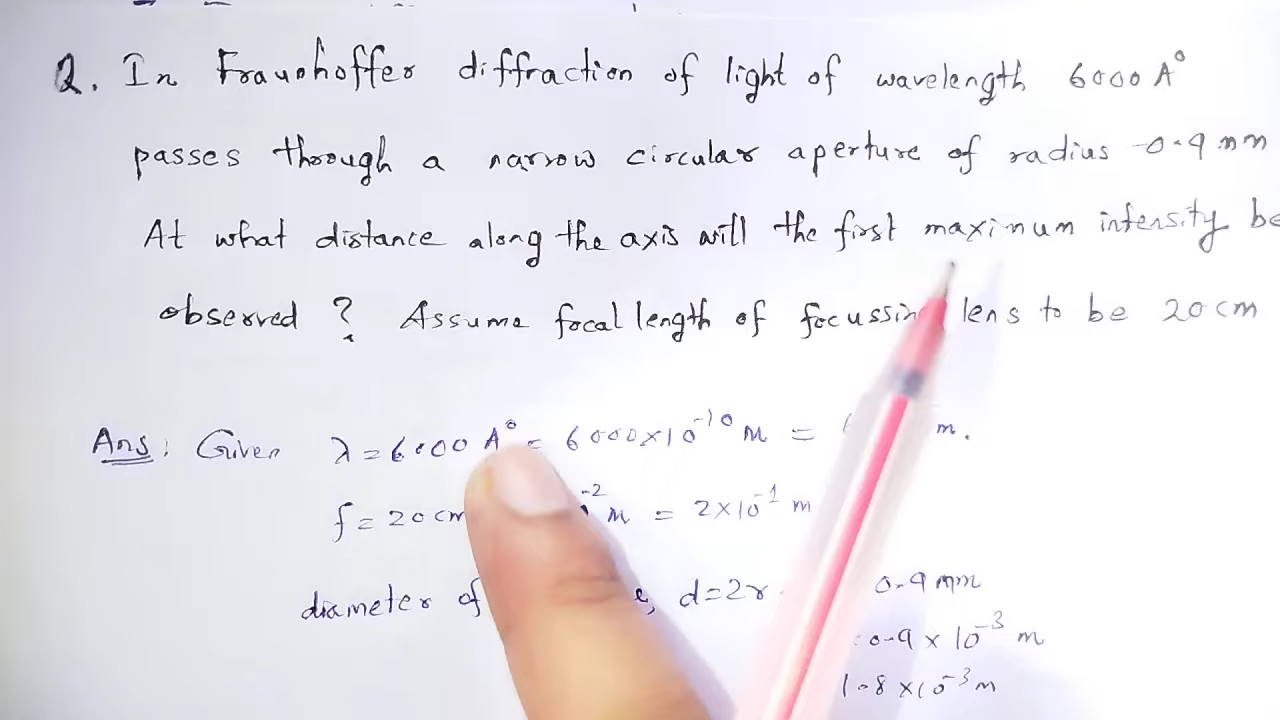 Q. In Fraunhoffer diffraction of light of wavelength 6000 A°
passes through a narrow circular aperture of radius 0.9 mm
At what distance along the axis will the first maximum intensity be
observed ? Assume focal length of focussing lens to be 20 cm
Ans: Given λ = 6000 A° = 6000×10⁻¹⁰ m = m.
f = 20 cm ⁻² m = 2×10⁻¹ m
diameter of d=2r 0.9 mm
0.9 × 10⁻³ m
1.8 ×10⁻³ m